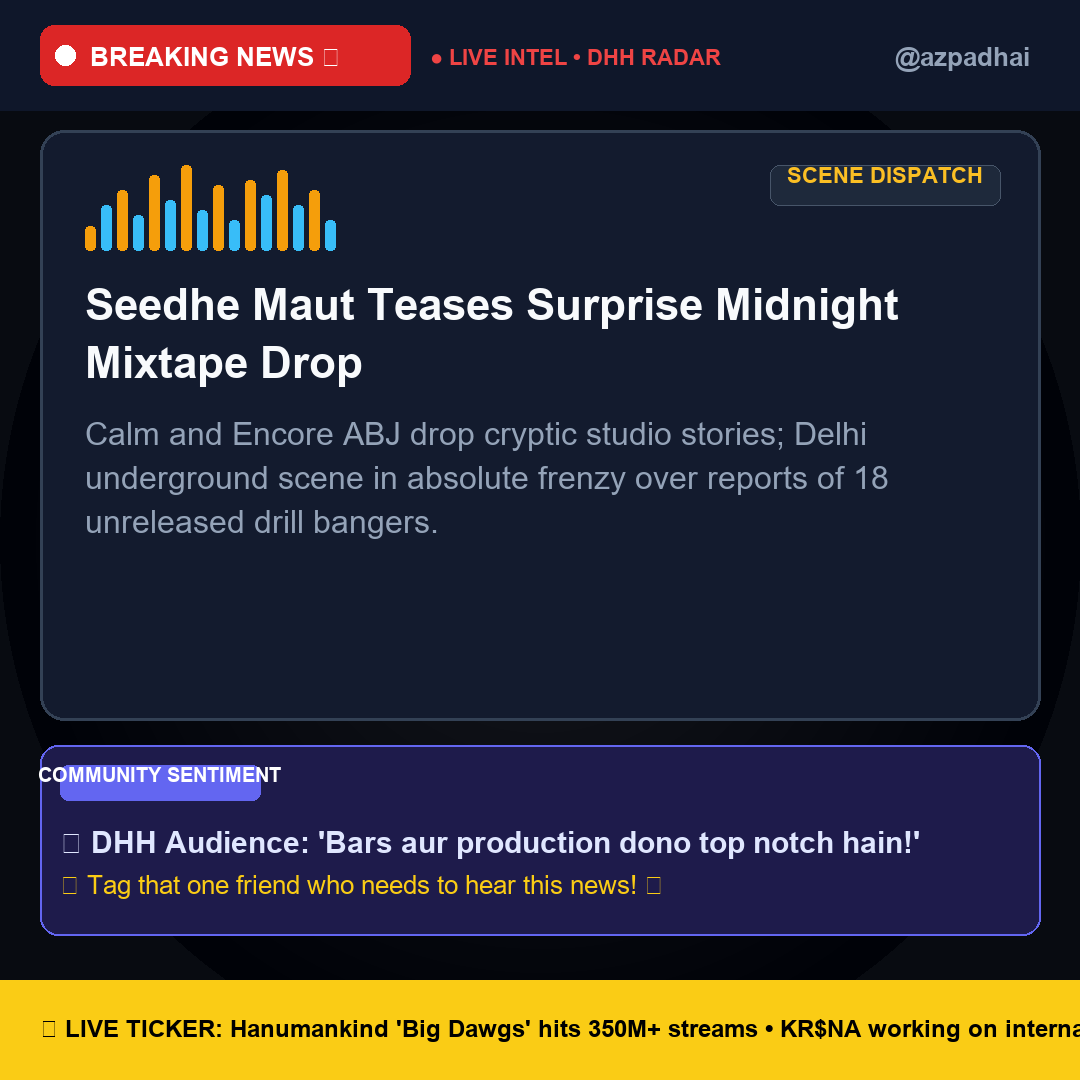 BREAKING NEWS
● LIVE INTEL • DHH RADAR
@azpadhai
SCENE DISPATCH
Seedhe Maut Teases Surprise Midnight
Mixtape Drop
Calm and Encore ABJ drop cryptic studio stories; Delhi
underground scene in absolute frenzy over reports of 18
unreleased drill bangers.
COMMUNITY SENTIMENT
DHH Audience: 'Bars aur production dono top notch hain!'
Tag that one friend who needs to hear this news!
LIVE TICKER: Hanumankind 'Big Dawgs' hits 350M+ streams • KR$NA working on